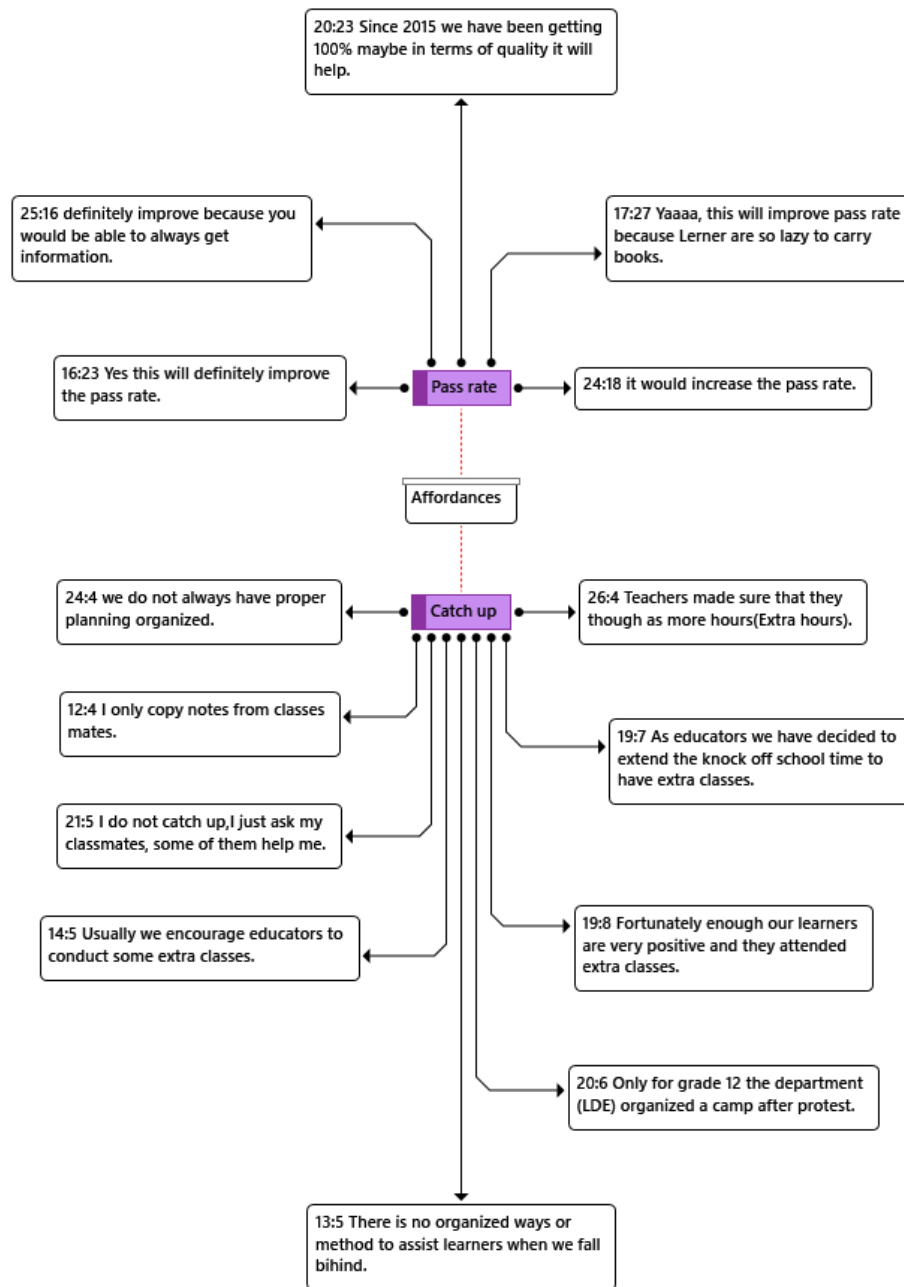 20:23 Since 2015 we have been getting
100% maybe in terms of quality it will
help.
25:16 definitely improve because you
would be able to always get
information.
17:27 Yaaaa, this will improve pass rate
because Lerner are so lazy to carry
books.
16:23 Yes this will definitely improve
the pass rate.
Pass rate
24:18 it would increase the pass rate.
Affordances
24:4 we do not always have proper
planning organized.
Catch up
26:4 Teachers made sure that they
though as more hours(Extra hours).
12:4 I only copy notes from classes
mates.
19:7 As educators we have decided to
extend the knock off school time to
have extra classes.
21:5 I do not catch up,I just ask my
classmates, some of them help me.
14:5 Usually we encourage educators to
conduct some extra classes.
19:8 Fortunately enough our learners
are very positive and they attended
extra classes.
20:6 Only for grade 12 the department
(LDE) organized a camp after protest.
13:5 There is no organized ways or
method to assist learners when we fall
bihind.